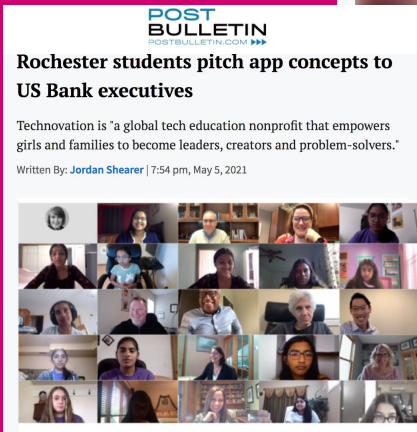 POST
BULLETIN
POSTBULLETIN.COM
Rochester students pitch app concepts to
US Bank executives
Technovation is "a global tech education nonprofit that empowers
girls and families to become leaders, creators and problem-solvers."
Written By: Jordan Shearer | 7:54 pm, May 5, 2021